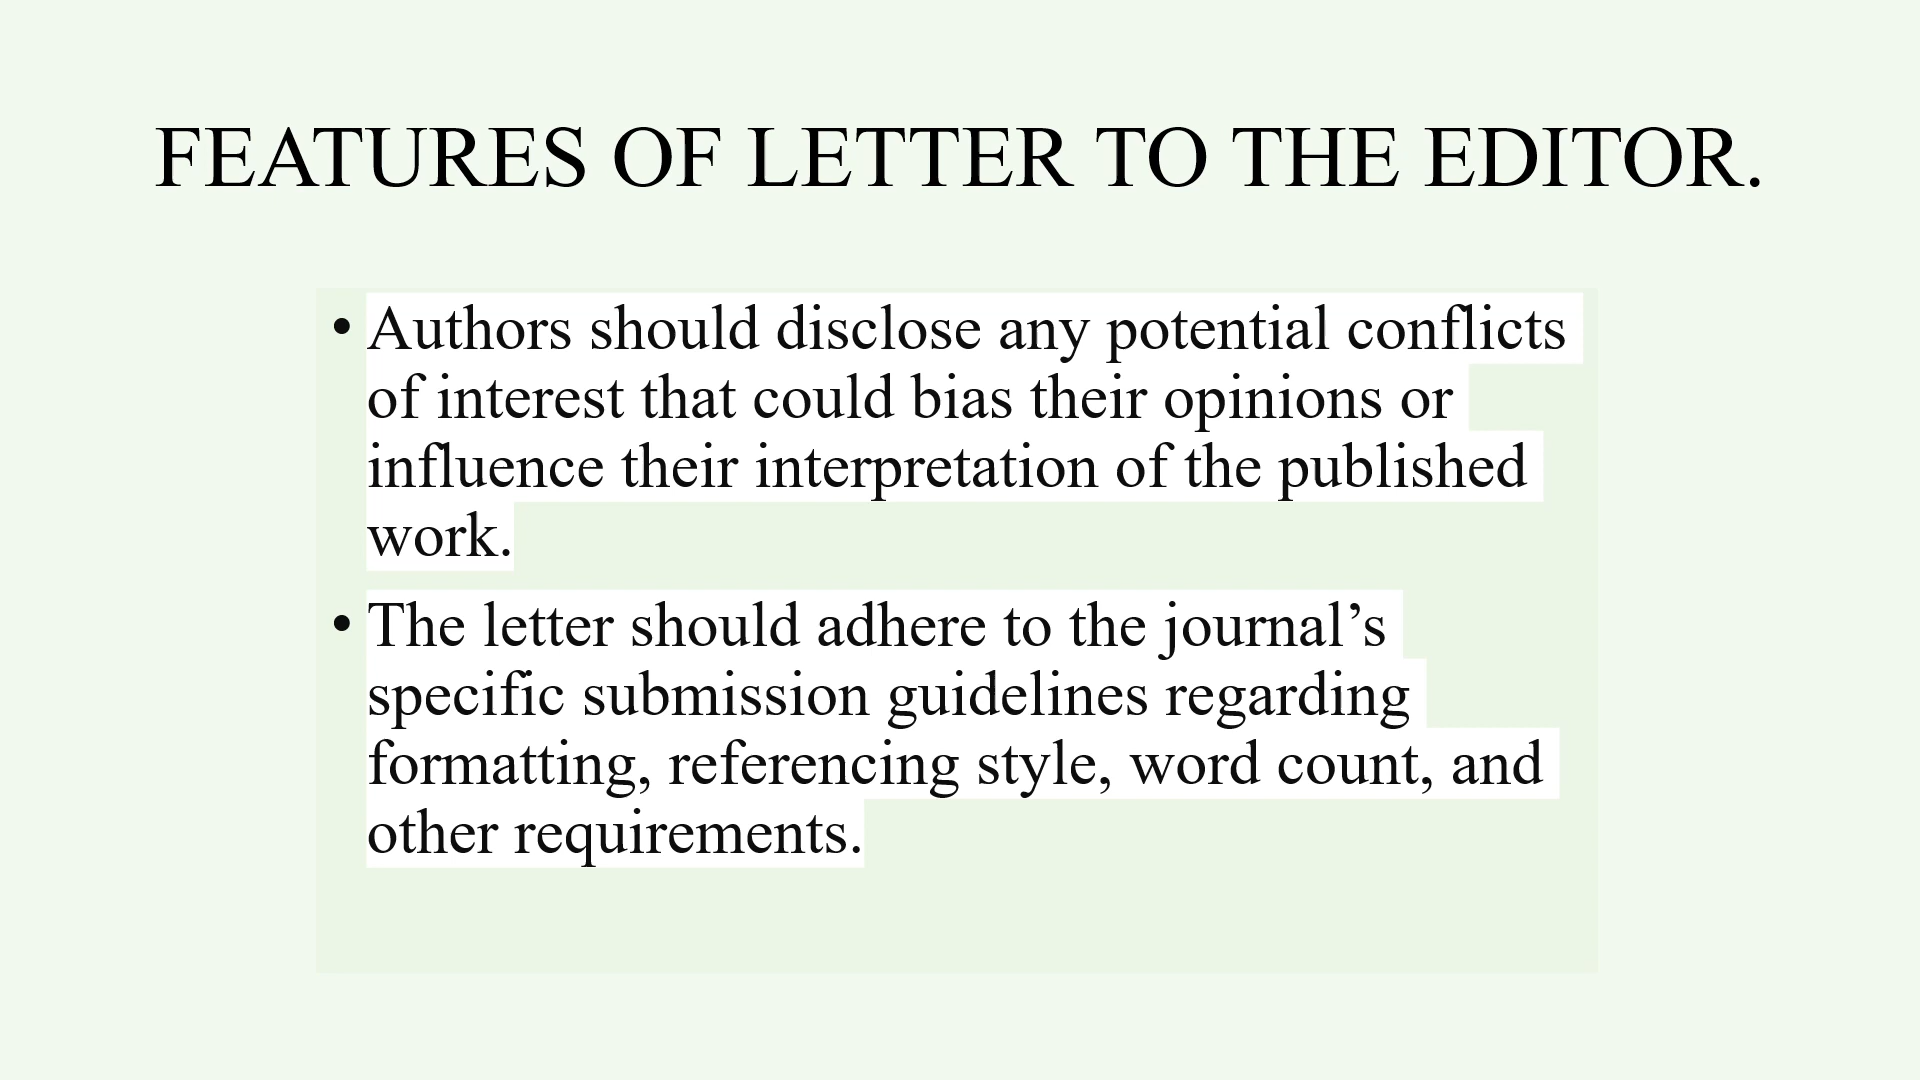 FEATURES OF LETTER TO THE EDITOR.
• Authors should disclose any potential conflicts
of interest that could bias their opinions or
influence their interpretation of the published
work.
• The letter should adhere to the journal’s
specific submission guidelines regarding
formatting, referencing style, word count, and
other requirements.